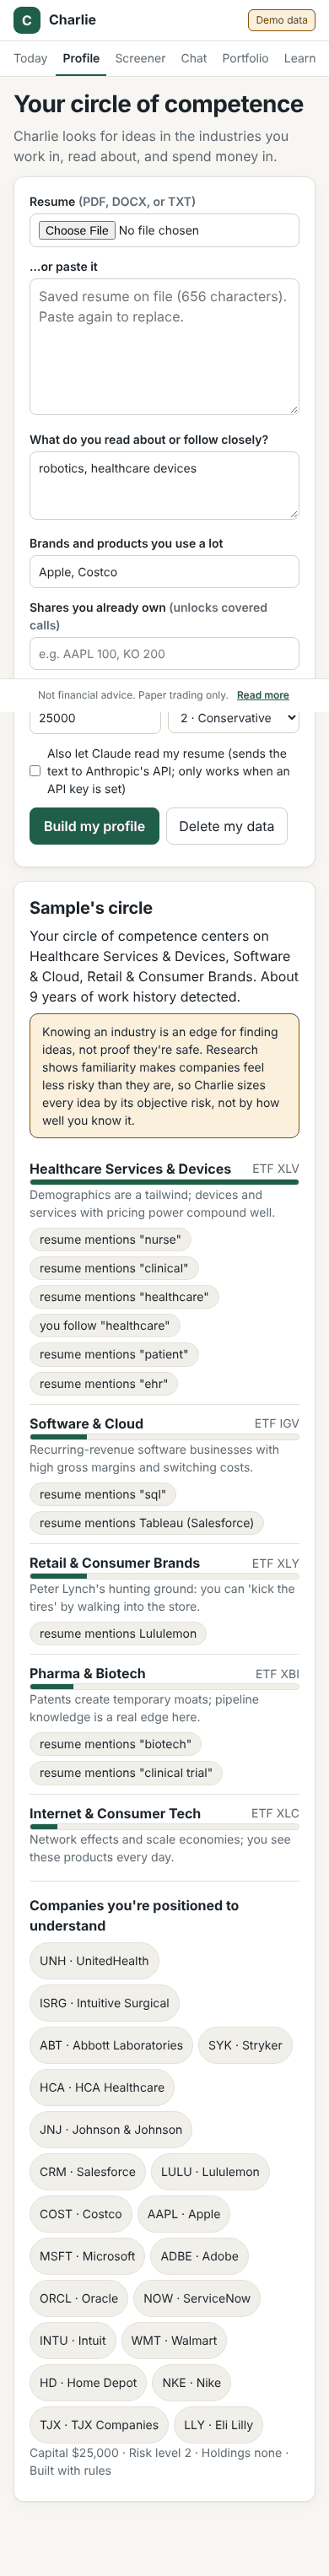 C Charlie Demo data
Today Profile Screener Chat Portfolio Learn
Your circle of competence
Charlie looks for ideas in the industries you
work in, read about, and spend money in.
Resume (PDF, DOCX, or TXT)
Choose File No file chosen
...or paste it
Saved resume on file (656 characters).
Paste again to replace.
What do you read about or follow closely?
robotics, healthcare devices
Brands and products you use a lot
Apple, Costco
Shares you already own (unlocks covered
calls)
e.g. AAPL 100, KO 200
Not financial advice. Paper trading only. Read more
25000 2 · Conservative
Also let Claude read my resume (sends the
text to Anthropic's API; only works when an
API key is set)
Build my profile Delete my data
Sample's circle
Your circle of competence centers on
Healthcare Services & Devices, Software
& Cloud, Retail & Consumer Brands. About
9 years of work history detected.
Knowing an industry is an edge for finding
ideas, not proof they're safe. Research
shows familiarity makes companies feel
less risky than they are, so Charlie sizes
every idea by its objective risk, not by how
well you know it.
Healthcare Services & Devices ETF XLV
Demographics are a tailwind; devices and
services with pricing power compound well.
resume mentions "nurse"
resume mentions "clinical"
resume mentions "healthcare"
you follow "healthcare"
resume mentions "patient"
resume mentions "ehr"
Software & Cloud ETF IGV
Recurring-revenue software businesses with
high gross margins and switching costs.
resume mentions "sql"
resume mentions Tableau (Salesforce)
Retail & Consumer Brands ETF XLY
Peter Lynch's hunting ground: you can 'kick the
tires' by walking into the store.
resume mentions Lululemon
Pharma & Biotech ETF XBI
Patents create temporary moats; pipeline
knowledge is a real edge here.
resume mentions "biotech"
resume mentions "clinical trial"
Internet & Consumer Tech ETF XLC
Network effects and scale economies; you see
these products every day.
Companies you're positioned to
understand
UNH · UnitedHealth
ISRG · Intuitive Surgical
ABT · Abbott Laboratories SYK · Stryker
HCA · HCA Healthcare
JNJ · Johnson & Johnson
CRM · Salesforce LULU · Lululemon
COST · Costco AAPL · Apple
MSFT · Microsoft ADBE · Adobe
ORCL · Oracle NOW · ServiceNow
INTU · Intuit WMT · Walmart
HD · Home Depot NKE · Nike
TJX · TJX Companies LLY · Eli Lilly
Capital $25,000 · Risk level 2 · Holdings none ·
Built with rules